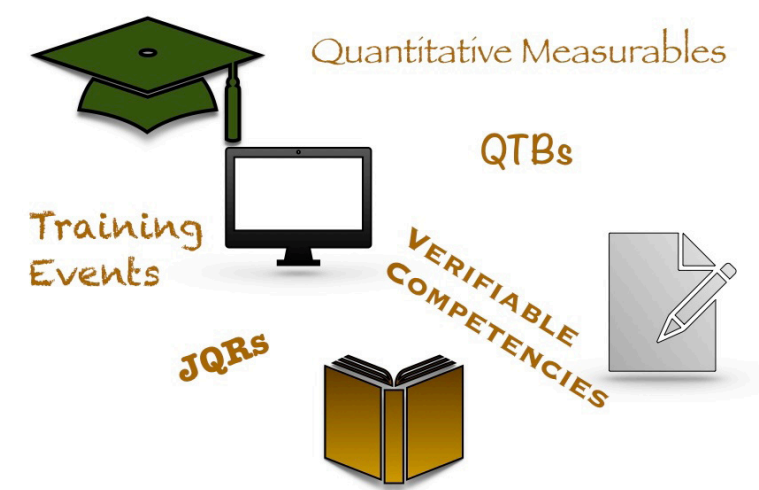 Quantitative Measurables
QTBs
Training
Events
VERIFIABLE
COMPETENCIES
JQRs